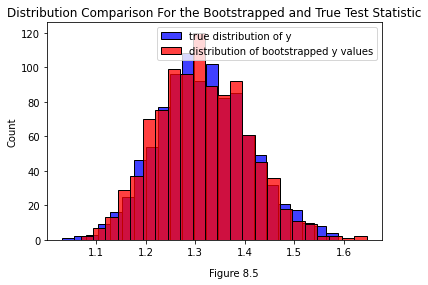 Distribution Comparison For the Bootstrapped and True Test Statistic
true distribution of y
distribution of bootstrapped y values
Count
120
100
80
60
40
20
0
1.1 1.2 1.3 1.4 1.5 1.6
Figure 8.5